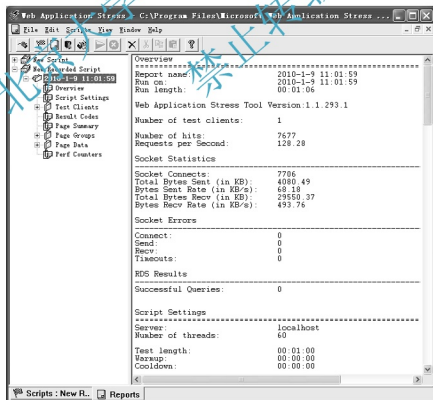 Web Application Stress - C:\Program Files\Microsoft Web Application Stress ...
File Edit Scripts View Window Help
New Script
New Recorded Script
2010-1-9 11:01:59
Overview
Script Settings
Test Clients
Result Codes
Page Summary
Page Groups
Page Data
Perf Counters
Overview
Report name: 2010-1-9 11:01:59
Run on: 2010-1-9 11:01:59
Run length: 00:01:06
Web Application Stress Tool Version:1.1.293.1
Number of test clients: 1
Number of hits: 7677
Requests per Second: 128.28
Socket Statistics
Socket Connects: 7706
Total Bytes Sent (in KB): 4080.49
Bytes Sent Rate (in KB/s): 68.18
Total Bytes Recv (in KB): 29550.37
Bytes Recv Rate (in KB/s): 493.76
Socket Errors
Connect: 0
Send: 0
Recv: 0
Timeouts: 0
RDS Results
Successful Queries: 0
Script Settings
Server: localhost
Number of threads: 60
Test length: 00:01:00
Warmup: 00:00:00
Cooldown: 00:00:00
Scripts : New R..
Reports
禁止